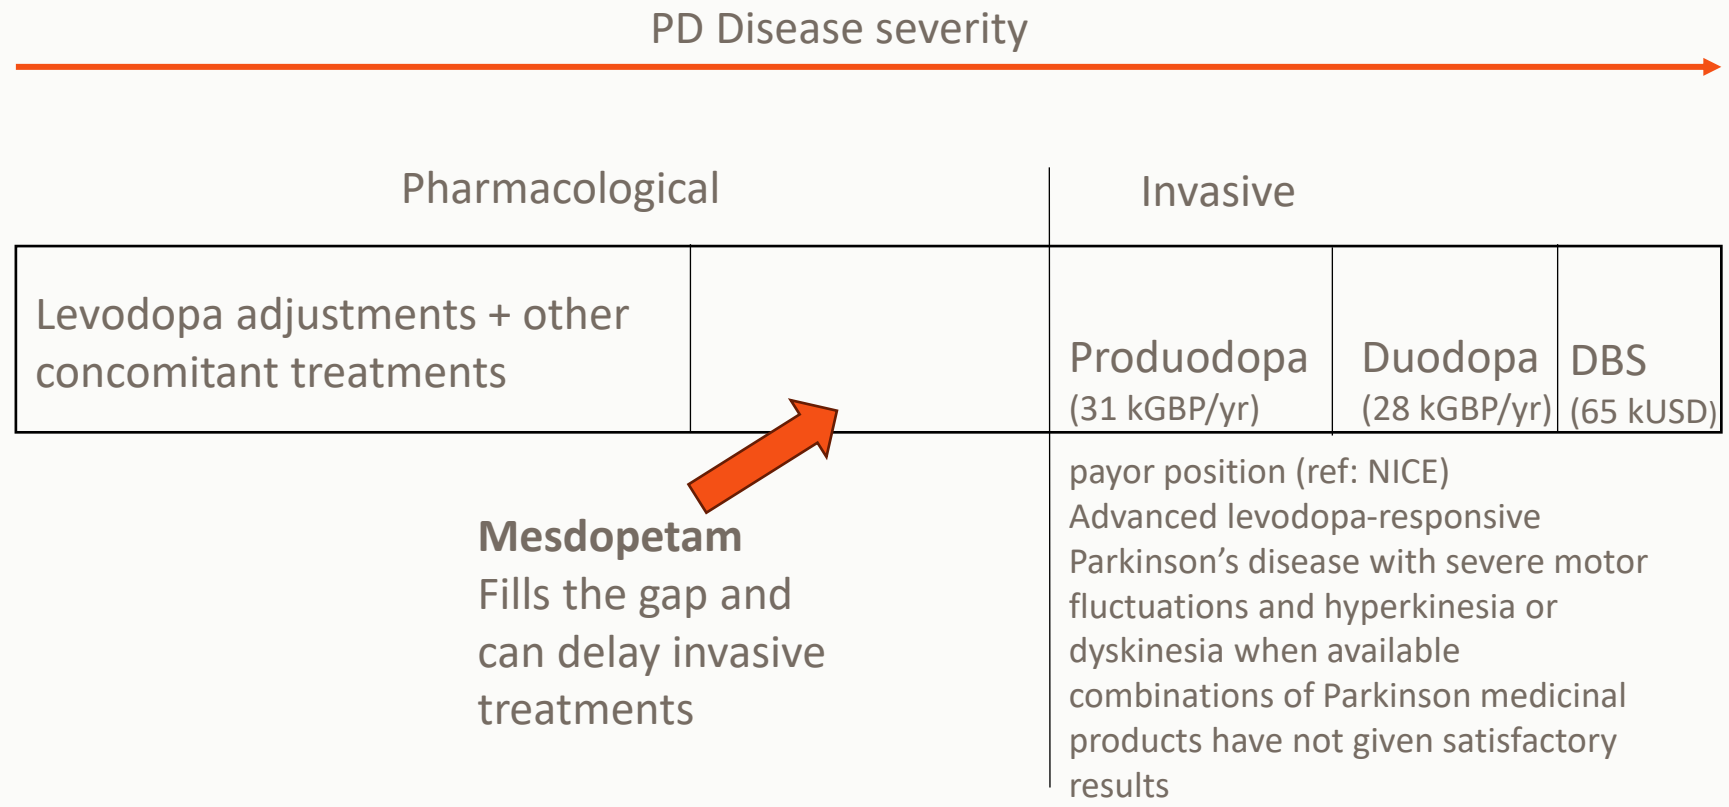 PD Disease severity
Pharmacological
Invasive
Levodopa adjustments + other
concomitant treatments
Produodopa
(31 kGBP/yr)
Duodopa
(28 kGBP/yr)
DBS
(65 kUSD)
Mesdopetam
Fills the gap and
can delay invasive
treatments
payor position (ref: NICE)
Advanced levodopa-responsive
Parkinson’s disease with severe motor
fluctuations and hyperkinesia or
dyskinesia when available
combinations of Parkinson medicinal
products have not given satisfactory
results